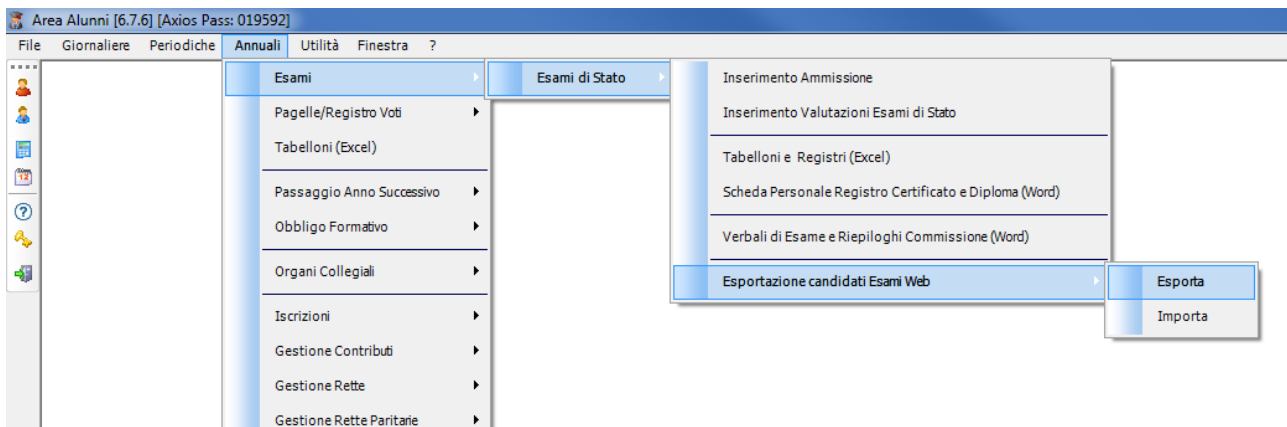 Area Alunni [6.7.6] [Axios Pass: 019592]
File Giornaliere Periodiche Annuali Utilità Finestra ?
Esami
Pagelle/Registro Voti
Tabelloni (Excel)
Passaggio Anno Successivo
Obbligo Formativo
Organi Collegiali
Iscrizioni
Gestione Contributi
Gestione Rette
Gestione Rette Paritarie
Esami di Stato
Inserimento Ammissione
Inserimento Valutazioni Esami di Stato
Tabelloni e Registri (Excel)
Scheda Personale Registro Certificato e Diploma (Word)
Verbali di Esame e Riepiloghi Commissione (Word)
Esportazione candidati Esami Web
Esporta
Importa
12